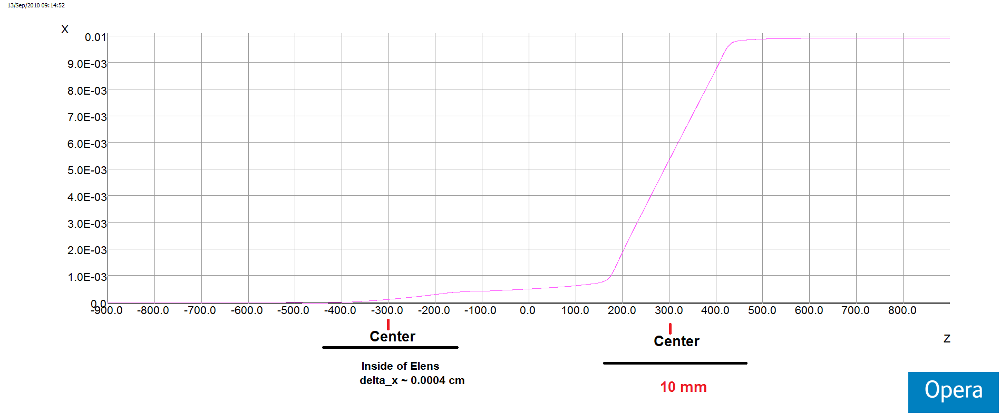 13/Sep/2010 09:14:52
X
0.01
9.0E-03
8.0E-03
7.0E-03
6.0E-03
5.0E-03
4.0E-03
3.0E-03
2.0E-03
1.0E-03
0.0
-900.0 -800.0 -700.0 -600.0 -500.0 -400.0 -300.0 -200.0 -100.0 0.0 100.0 200.0 300.0 400.0 500.0 600.0 700.0 800.0
Z
Center
Center
Inside of Elens
delta_x ~ 0.0004 cm
10 mm
Opera